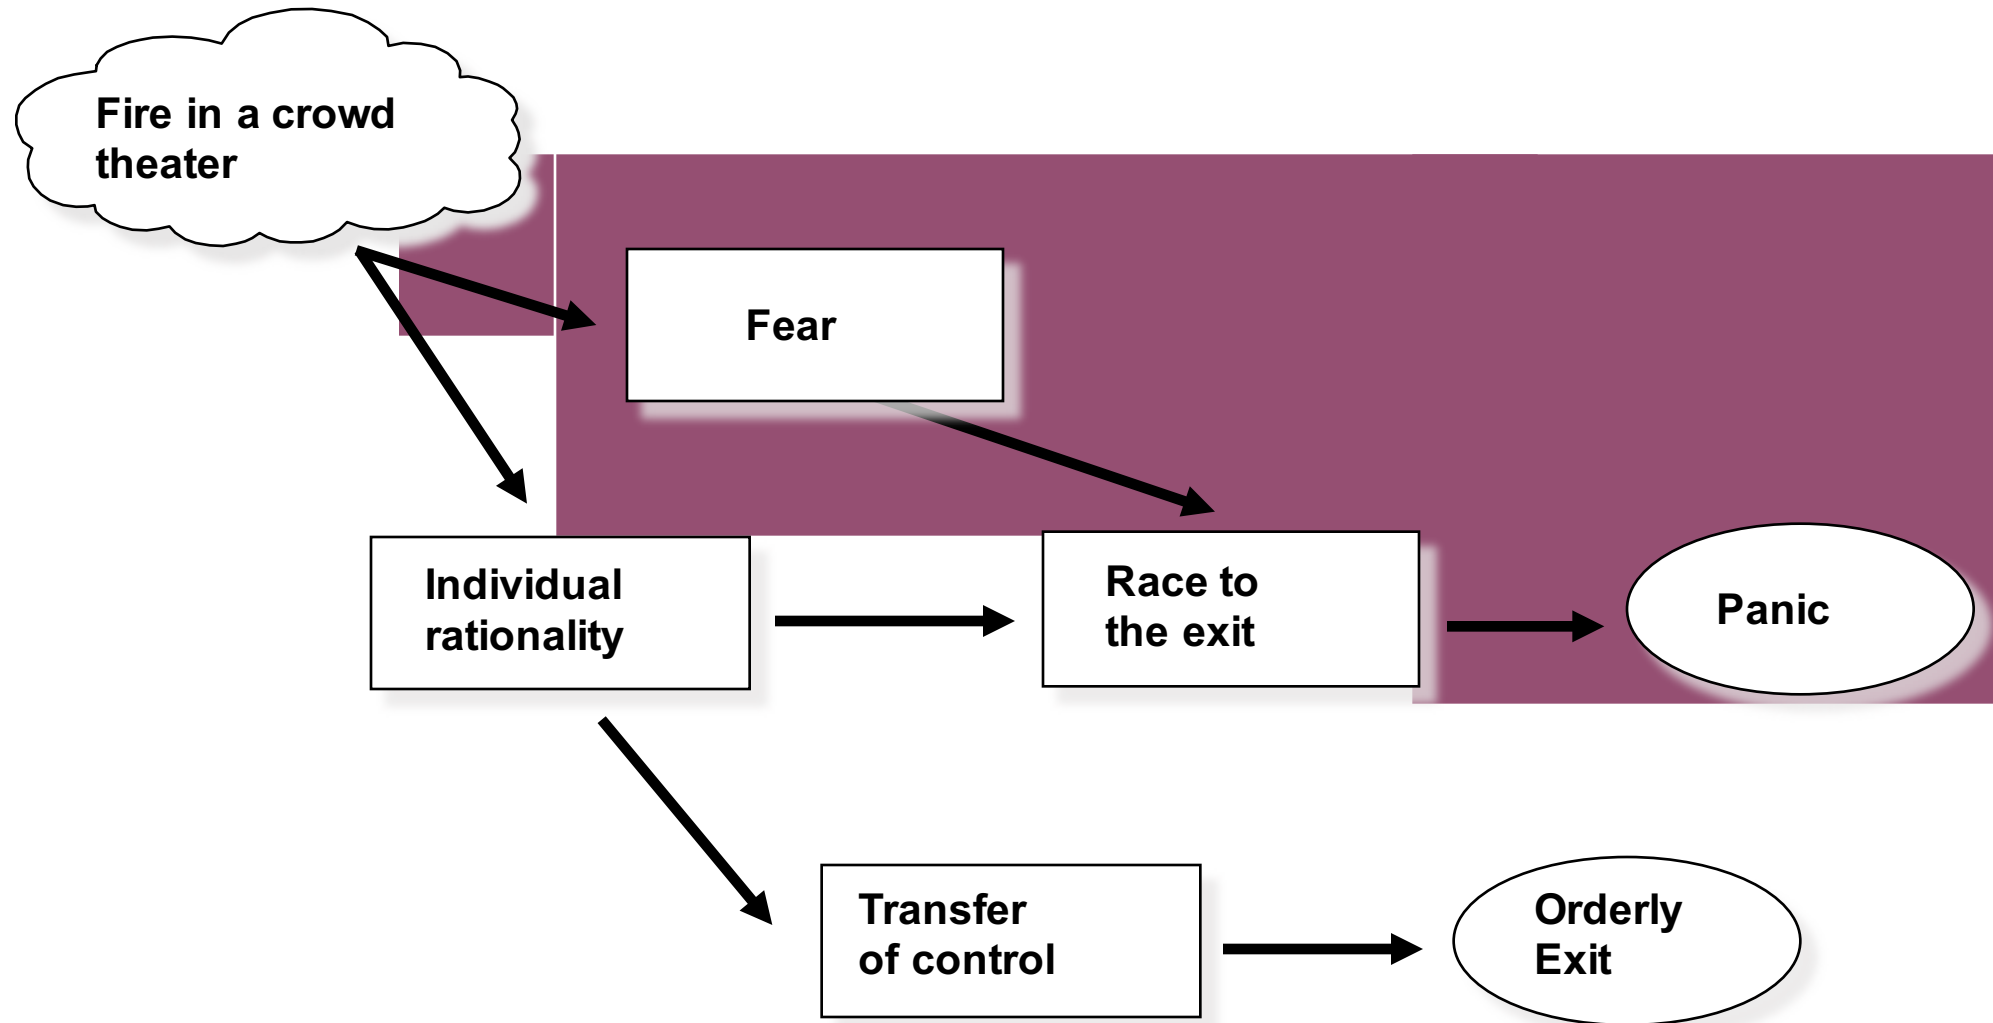 Fire in a crowd
theater
Fear
Individual
rationality
Race to
the exit
Panic
Transfer
of control
Orderly
Exit